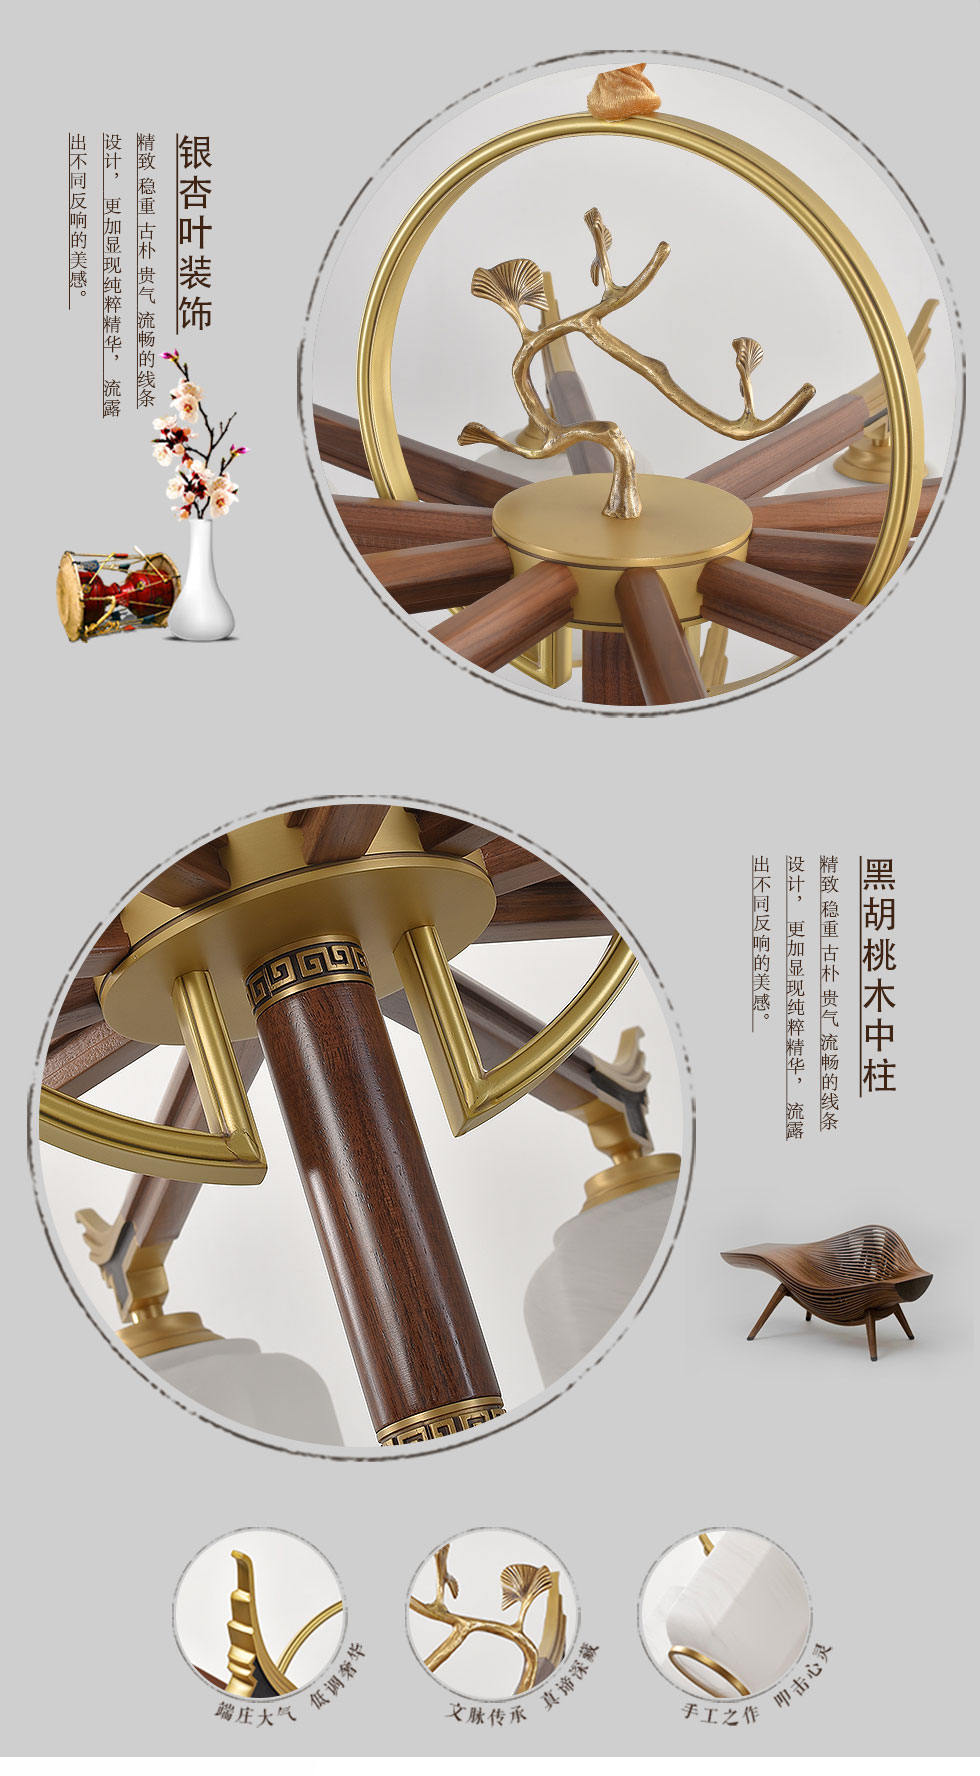 银杏叶装饰
精致 稳重 古朴 贵气 流畅的线条
设计， 更加显现纯粹精华， 流露
出不同反响的美感。
黑胡桃木中柱
精致 稳重 古朴 贵气 流畅的线条
设计， 更加显现纯粹精华， 流露
出不同反响的美感。
端庄大气 低调奢华
文脉传承 真谛深藏
手工之作 叩击心灵